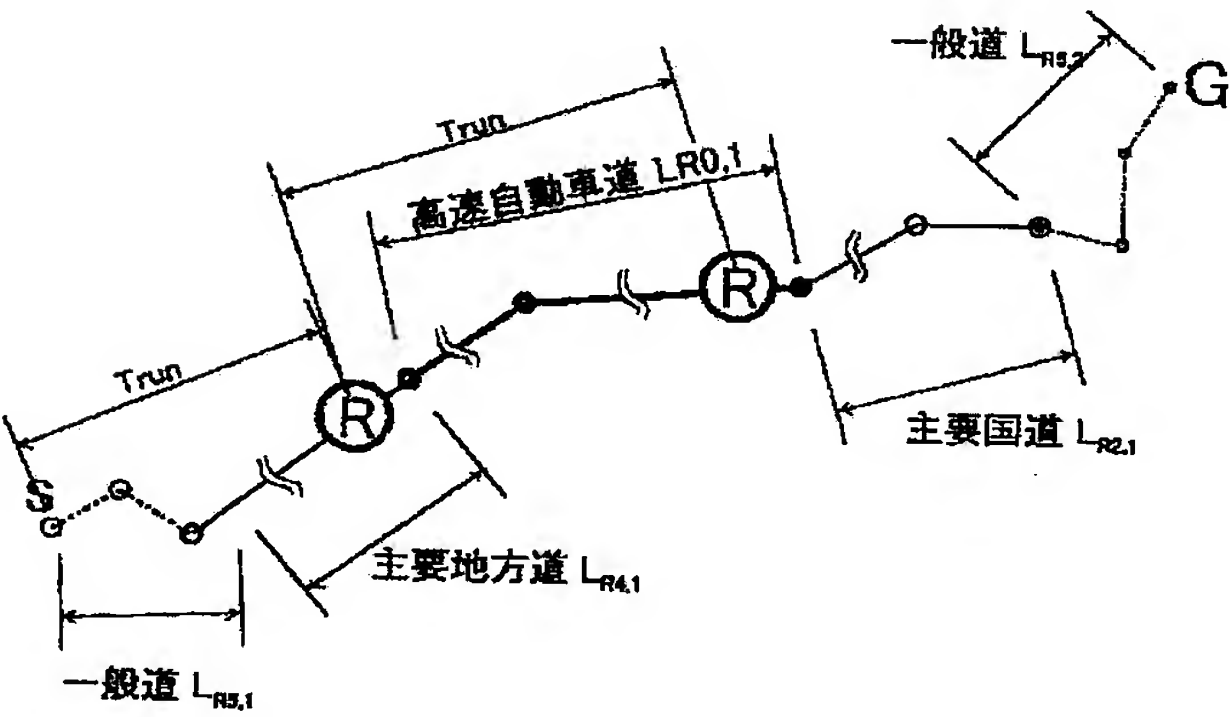 一般道 L_R5,2
G
Trun
高速自動車道 LR0,1
R
Trun
R
主要国道 L_R2,1
S
主要地方道 L_R4,1
一般道 L_R5,1